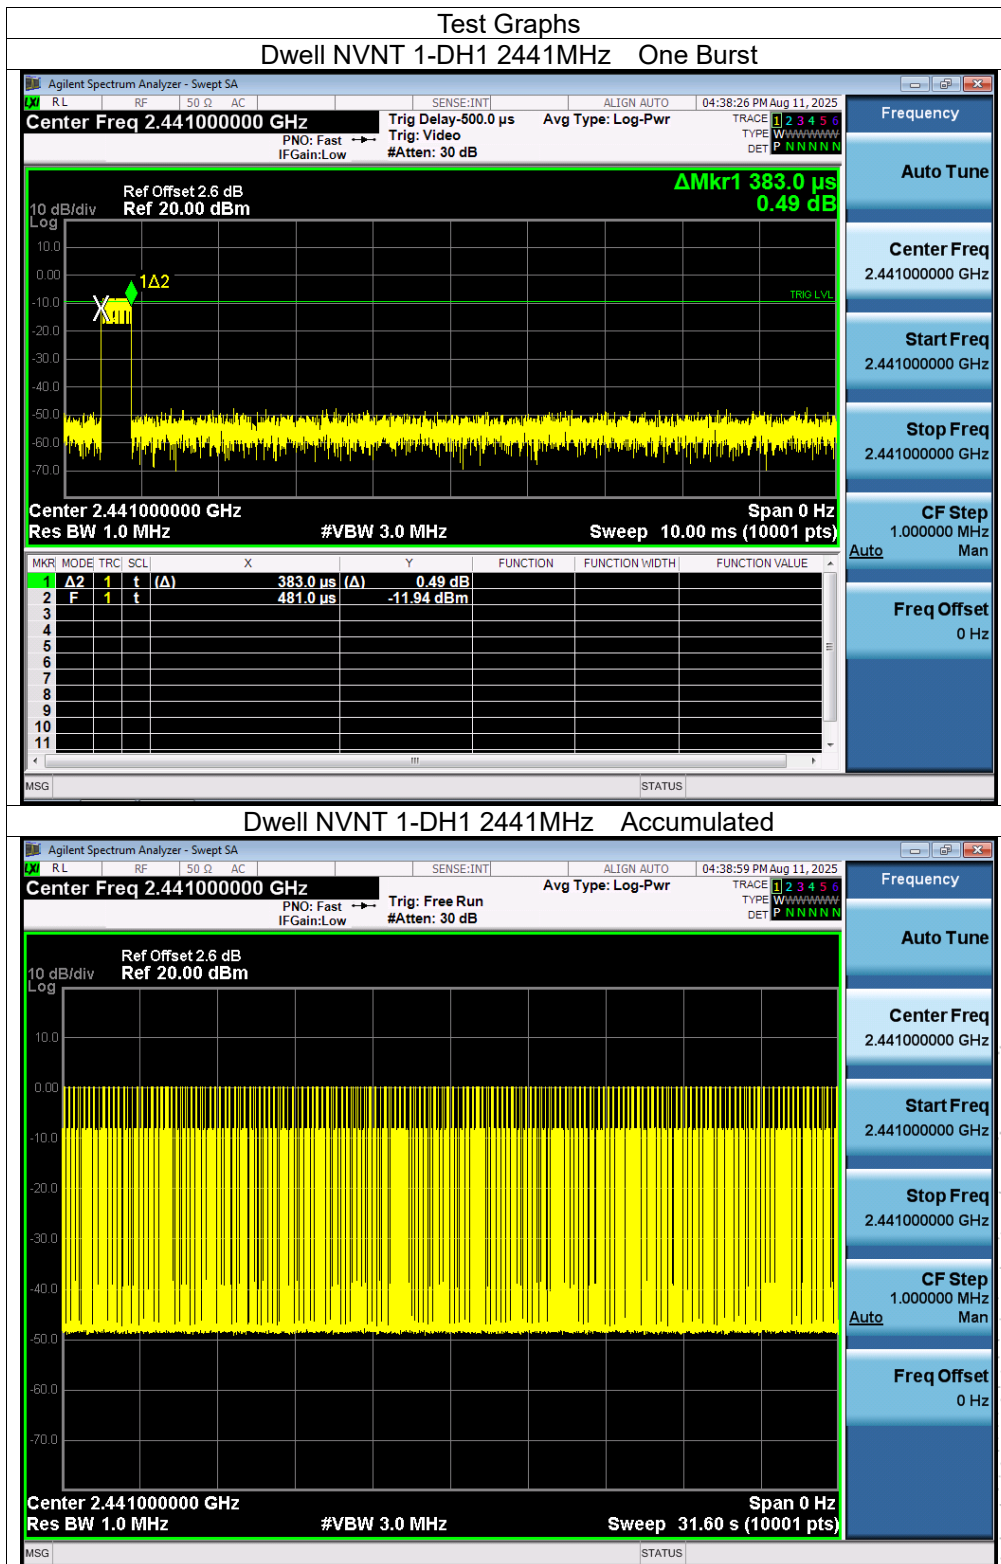 Test Graphs
Dwell NVNT 1-DH1 2441MHz One Burst
Agilent Spectrum Analyzer - Swept SA
LXI RL RF 50 Ω AC SENSE:INT ALIGN AUTO 04:38:26 PM Aug 11, 2025
Center Freq 2.441000000 GHz
PNO: Fast
IFGain:Low
Trig Delay-500.0 µs
Trig: Video
#Atten: 30 dB
Avg Type: Log-Pwr
TRACE 1 2 3 4 5 6
TYPE WWWWWW
DET P N N N N N
Frequency
Auto Tune
Center Freq
2.441000000 GHz
Start Freq
2.441000000 GHz
Stop Freq
2.441000000 GHz
CF Step
1.000000 MHz
Auto Man
Freq Offset
0 Hz
ΔMkr1 383.0 µs
0.49 dB
Ref Offset 2.6 dB
10 dB/div Ref 20.00 dBm
Log
10.0
0.00
-10.0
-20.0
-30.0
-40.0
-50.0
-60.0
-70.0
1Δ2
TRIG LVL
Center 2.441000000 GHz Span 0 Hz
Res BW 1.0 MHz #VBW 3.0 MHz Sweep 10.00 ms (10001 pts)
MKR MODE TRC SCL X Y FUNCTION FUNCTION WIDTH FUNCTION VALUE
1 Δ2 1 t (Δ) 383.0 µs (Δ) 0.49 dB
2 F 1 t 481.0 µs -11.94 dBm
3
4
5
6
7
8
9
10
11
MSG STATUS
Dwell NVNT 1-DH1 2441MHz Accumulated
Agilent Spectrum Analyzer - Swept SA
LXI RL RF 50 Ω AC SENSE:INT ALIGN AUTO 04:38:59 PM Aug 11, 2025
Center Freq 2.441000000 GHz
PNO: Fast
IFGain:Low
Trig: Free Run
#Atten: 30 dB
Avg Type: Log-Pwr
TRACE 1 2 3 4 5 6
TYPE WWWWWW
DET P N N N N N
Frequency
Auto Tune
Center Freq
2.441000000 GHz
Start Freq
2.441000000 GHz
Stop Freq
2.441000000 GHz
CF Step
1.000000 MHz
Auto Man
Freq Offset
0 Hz
Ref Offset 2.6 dB
10 dB/div Ref 20.00 dBm
Log
10.0
0.00
-10.0
-20.0
-30.0
-40.0
-50.0
-60.0
-70.0
Center 2.441000000 GHz Span 0 Hz
Res BW 1.0 MHz #VBW 3.0 MHz Sweep 31.60 s (10001 pts)
MSG STATUS